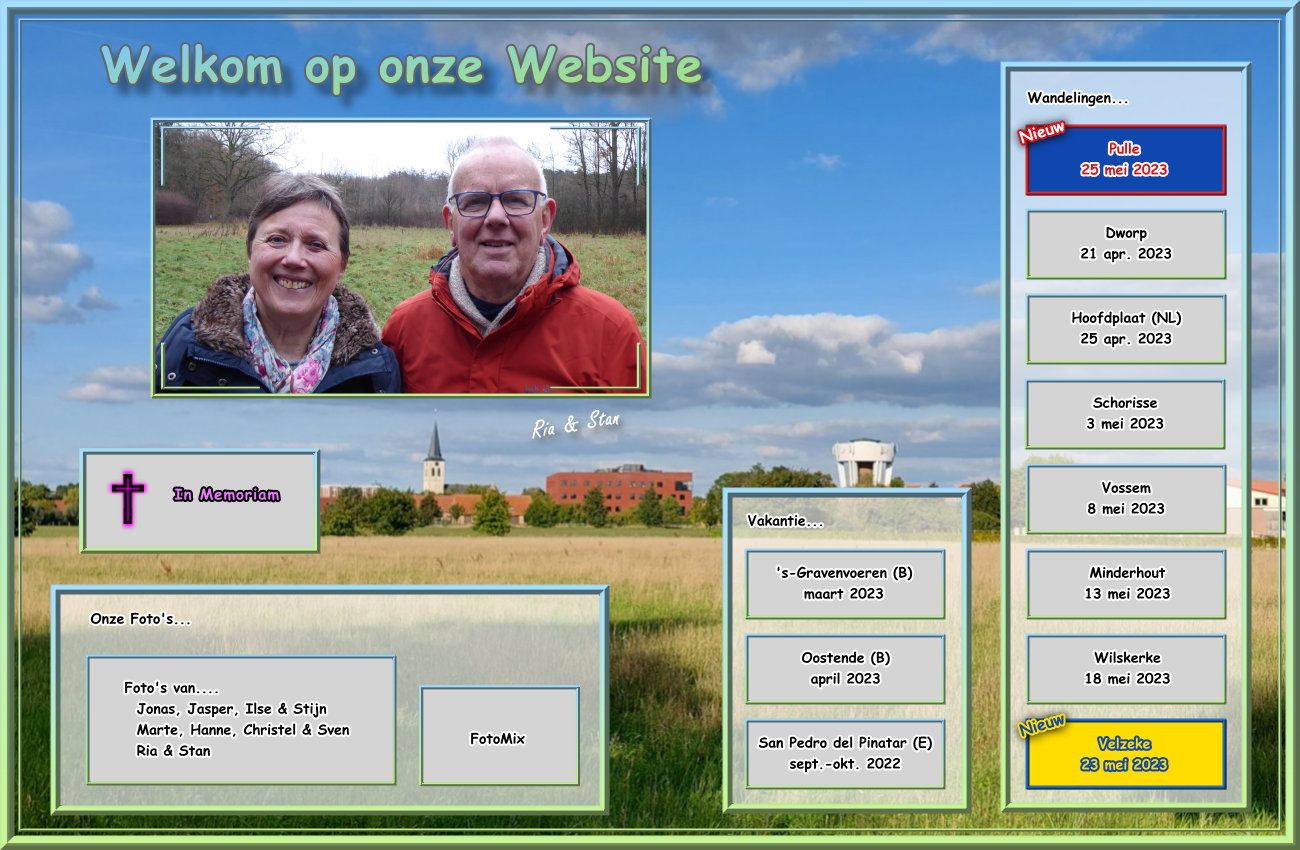 Welkom op onze Website
Ria & Stan
In Memoriam
Onze Foto's...
Foto's van....
Jonas, Jasper, Ilse & Stijn
Marte, Hanne, Christel & Sven
Ria & Stan
FotoMix
Vakantie...
's-Gravenvoeren (B)
maart 2023
Oostende (B)
april 2023
San Pedro del Pinatar (E)
sept.-okt. 2022
Wandelingen...
Nieuw
Pulle
25 mei 2023
Dworp
21 apr. 2023
Hoofdplaat (NL)
25 apr. 2023
Schorisse
3 mei 2023
Vossem
8 mei 2023
Minderhout
13 mei 2023
Wilskerke
18 mei 2023
Nieuw
Velzeke
23 mei 2023